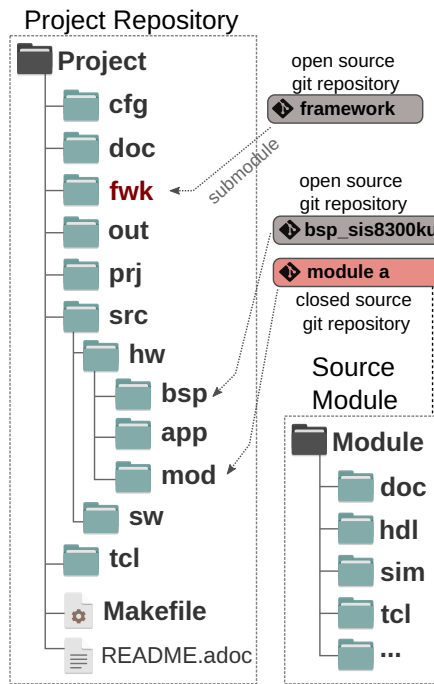 Project Repository
Project
cfg
doc
fwk
out
prj
src
hw
bsp
app
mod
sw
tcl
Makefile
README.adoc
open source
git repository
framework
submodule
open source
git repository
bsp_sis8300ku
module a
closed source
git repository
Source
Module
Module
doc
hdl
sim
tcl
...